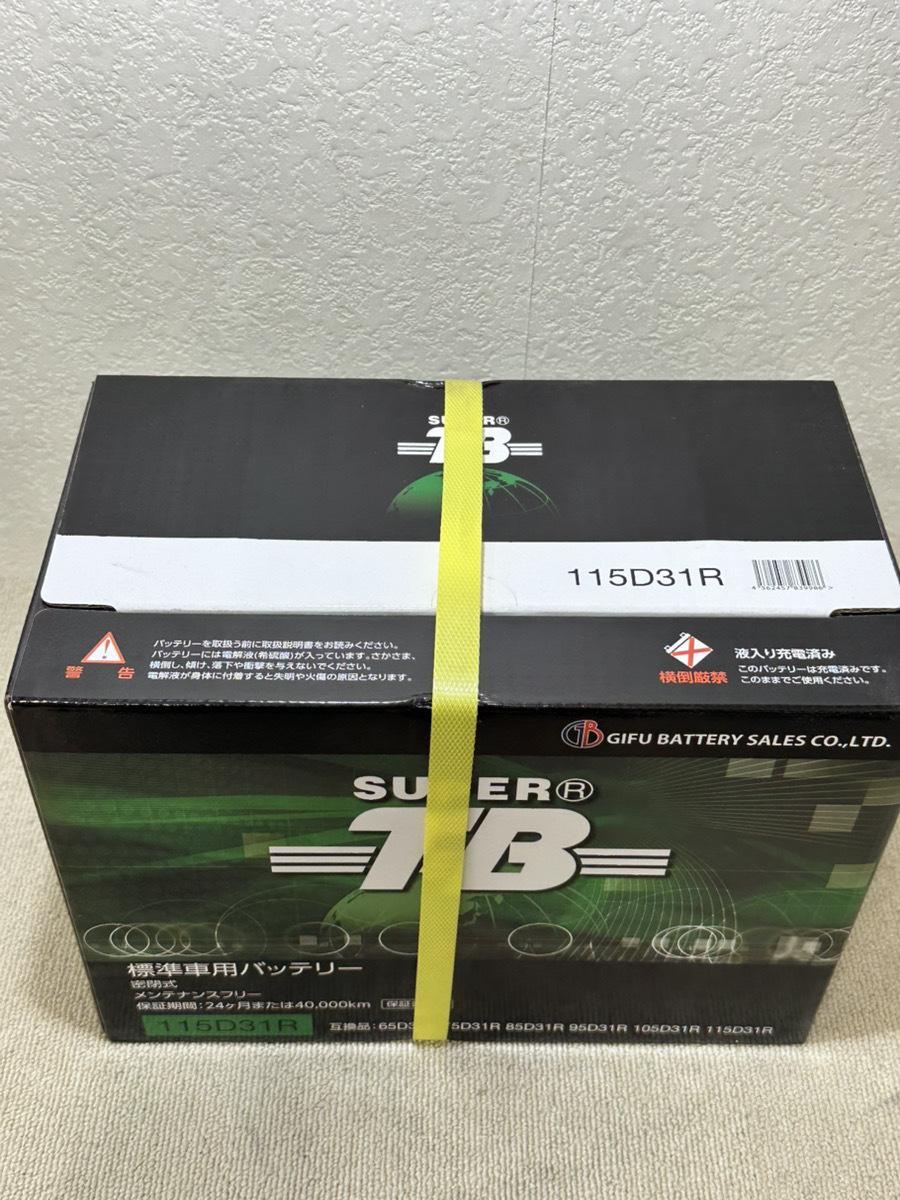 SUPER®
TB
115D31R
バッテリーを取扱う前に取扱説明書をお読みください。
バッテリーには電解液(希硫酸)が入っています。さかさま、
横倒し、傾け、落下や衝撃を与えないでください。
電解液が身体に付着すると失明や火傷の原因となります。
警 告
横倒厳禁
液入り充電済み
このバッテリーは充電済みです。
このままでご使用ください。
GIFU BATTERY SALES CO.,LTD.
SUPER®
TB
標準車用バッテリー
密閉式
メンテナンスフリー
保証期間:24ヶ月または40,000km
115D31R
互換品:65D3 5D31R 85D31R 95D31R 105D31R 115D31R